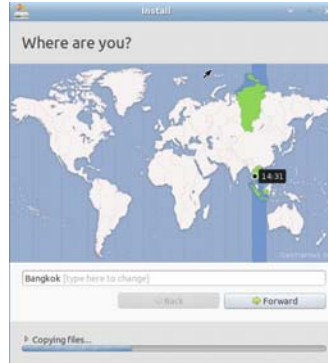 Install
Where are you?
14:31
Bangkok [type here to change]
Back
Forward
Copying files...